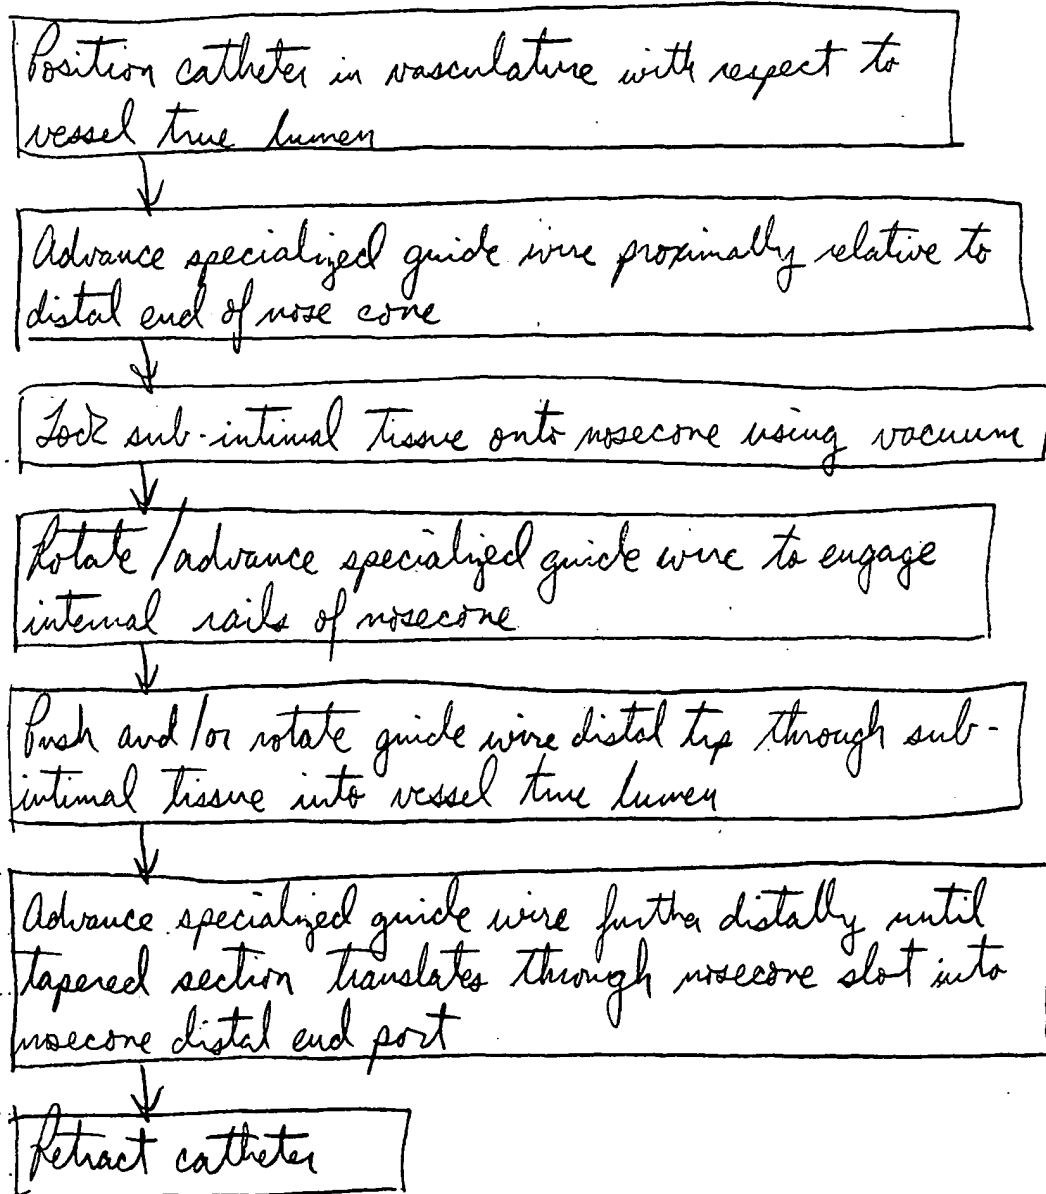 Position catheter in vasculature with respect to
vessel true lumen
Advance specialized guide wire proximally relative to
distal end of nose cone
Lock sub-intimal tissue onto nosecone using vacuum
Rotate/advance specialized guide wire to engage
internal rails of nosecone
Push and/or rotate guide wire distal tip through sub-
intimal tissue into vessel true lumen
Advance specialized guide wire further distally until
tapered section translates through nosecone slot into
nosecone distal end port
Retract catheter